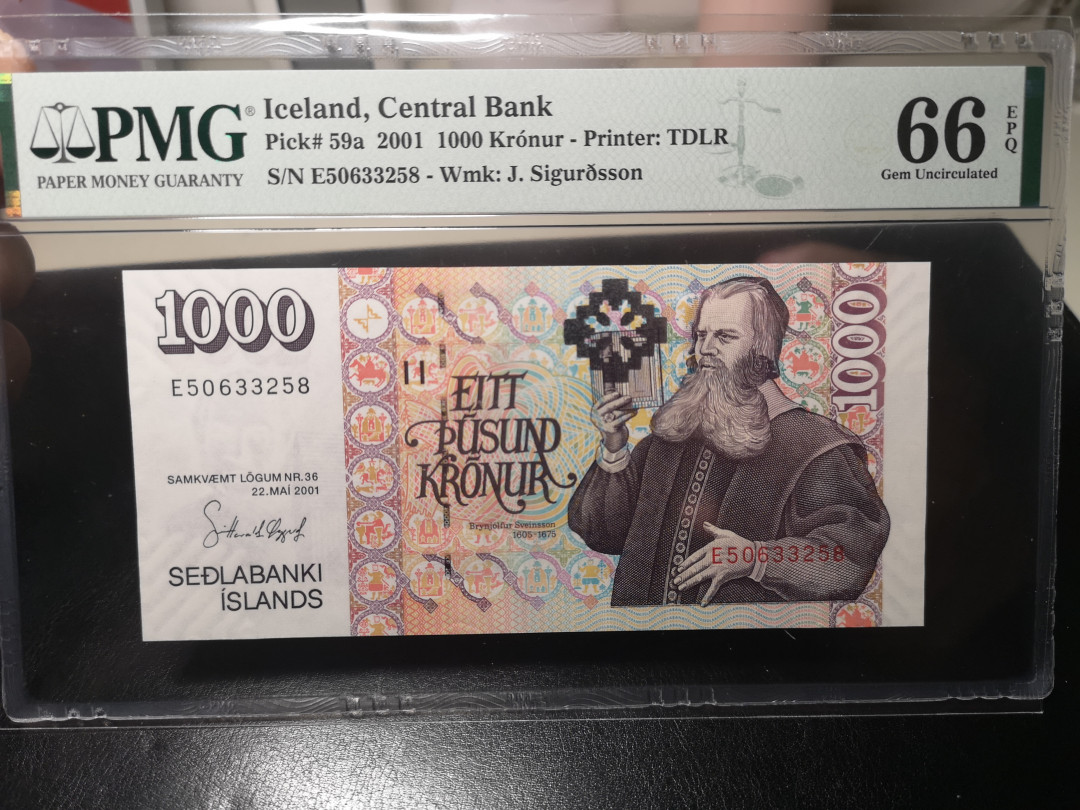 PMG®
PAPER MONEY GUARANTY
Iceland, Central Bank
Pick# 59a 2001 1000 Krónur - Printer: TDLR
S/N E50633258 - Wmk: J. Sigurðsson
66
EPQ
Gem Uncirculated
1000
E50633258
SAMKVÆMT LÖGUM NR.36
22.MAÍ 2001
SEÐLABANKI
ÍSLANDS
EITT
ÞÚSUND
KRÓNUR
Brynjólfur Sveinsson
1605-1675
1000
E50633258